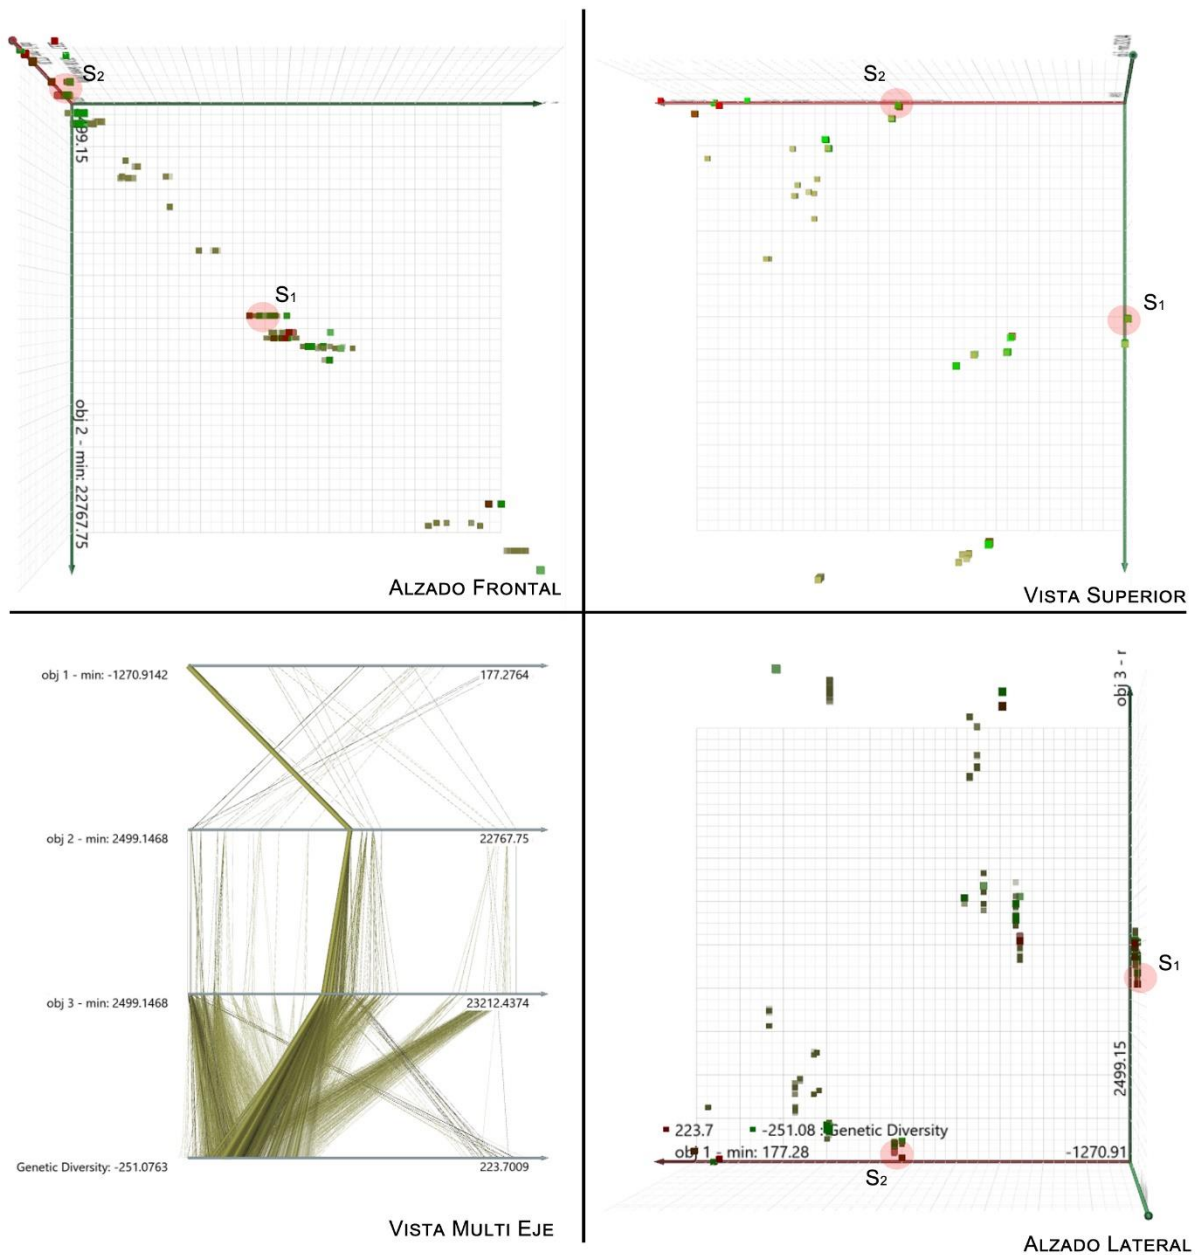 S2
99.15
S1
obj 2 - min: 22767.75
ALZADO FRONTAL
S2
S1
VISTA SUPERIOR
obj 1 - min: -1270.9142
177.2764
obj 2 - min: 2499.1468
22767.75
obj 3 - min: 2499.1468
23212.4374
Genetic Diversity: -251.0763
223.7009
VISTA MULTI EJE
obj 3 - r
S1
2499.15
223.7
-251.08 : Genetic Diversity
obj 1 - min: 177.28
-1270.91
S2
ALZADO LATERAL